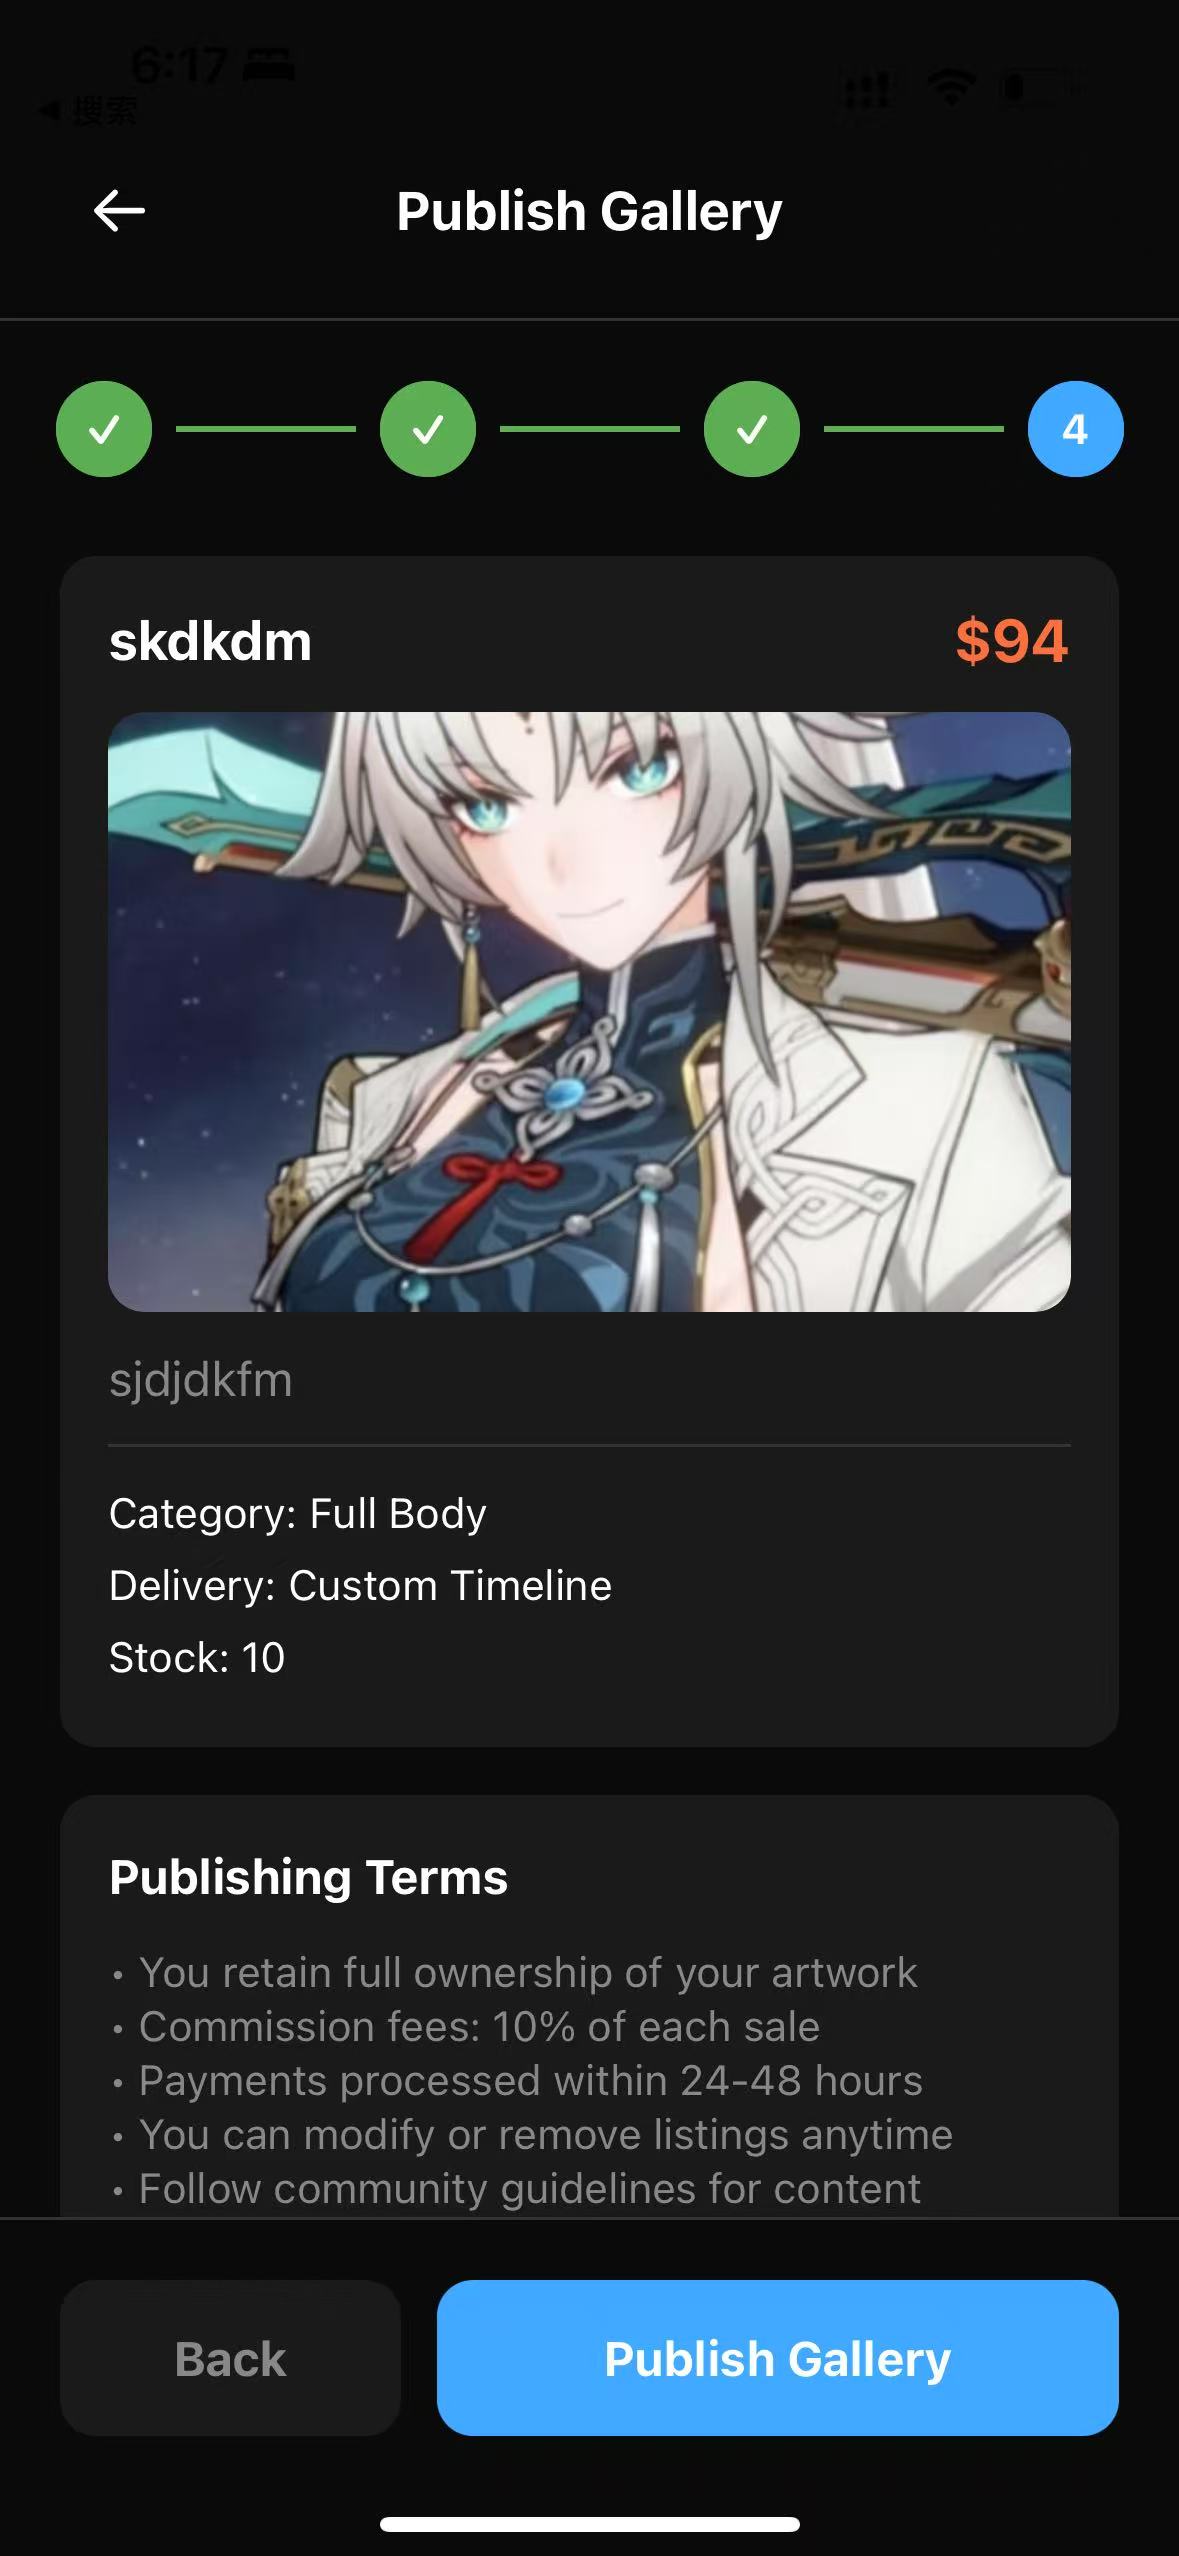 6:17
◀ 搜索
Publish Gallery
4
skdkdm
$94
sjdjdkfm
Category: Full Body
Delivery: Custom Timeline
Stock: 10
Publishing Terms
• You retain full ownership of your artwork
• Commission fees: 10% of each sale
• Payments processed within 24-48 hours
• You can modify or remove listings anytime
• Follow community guidelines for content
Back
Publish Gallery